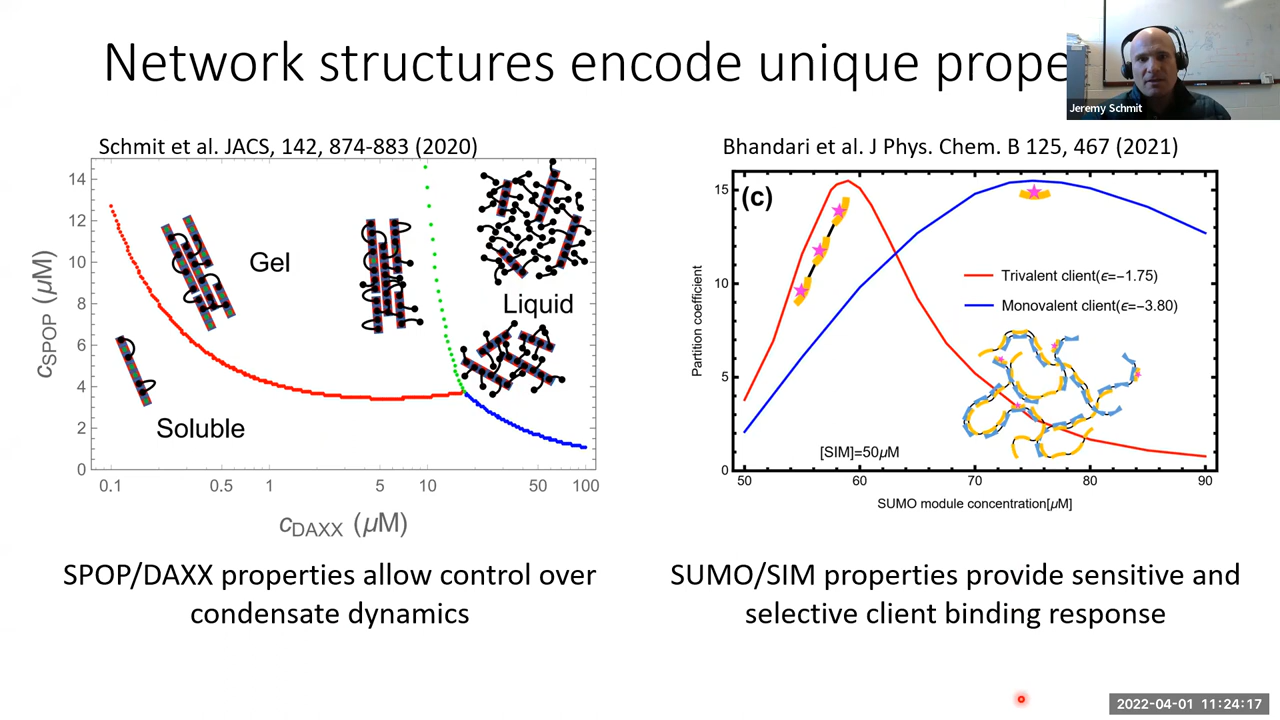 Network structures encode unique prope
Jeremy Schmit
Schmit et al. JACS, 142, 874-883 (2020)
14
12
10
8
6
4
2
0
cSPOP (μM)
Gel
Liquid
Soluble
0.1
0.5
1
5
10
50
100
cDAXX (μM)
SPOP/DAXX properties allow control over
condensate dynamics
Bhandari et al. J Phys. Chem. B 125, 467 (2021)
(c)
15
10
5
0
Partition coefficient
Trivalent client(ϵ=−1.75)
Monovalent client(ϵ=−3.80)
[SIM]=50μM
50
60
70
80
90
SUMO module concentration[μM]
SUMO/SIM properties provide sensitive and
selective client binding response
2022-04-01 11:24:17